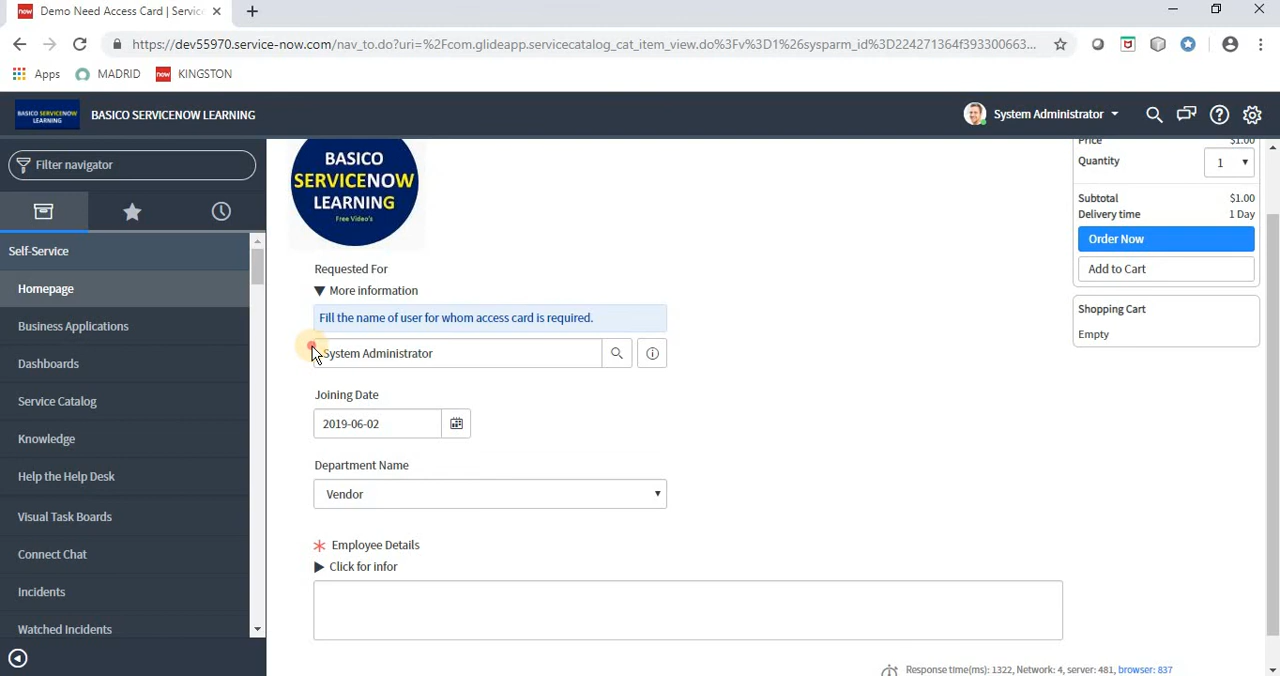 now Demo Need Access Card | Servic
https://dev55970.service-now.com/nav_to.do?uri=%2Fcom.glideapp.servicecatalog_cat_item_view.do%3Fv%3D1%26sysparm_id%3D224271364f393300663...
Apps MADRID now KINGSTON
BASICO SERVICENOW LEARNING BASICO SERVICENOW LEARNING System Administrator
Filter navigator
Self-Service
Homepage
Business Applications
Dashboards
Service Catalog
Knowledge
Help the Help Desk
Visual Task Boards
Connect Chat
Incidents
Watched Incidents
BASICO
SERVICENOW
LEARNING
Free Video's
Requested For
More information
Fill the name of user for whom access card is required.
System Administrator
Joining Date
2019-06-02
Department Name
Vendor
Employee Details
Click for infor
Price $1.00
Quantity 1
Subtotal $1.00
Delivery time 1 Day
Order Now
Add to Cart
Shopping Cart
Empty
Response time(ms): 1322, Network: 4, server: 481, browser: 837